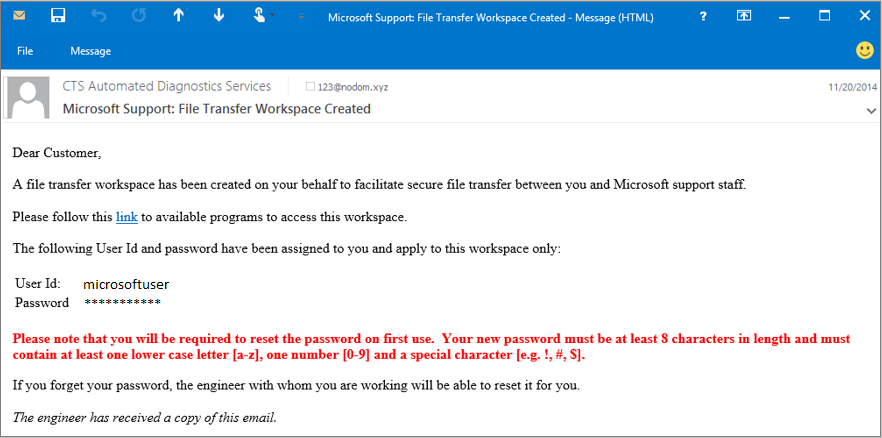 Microsoft Support: File Transfer Workspace Created - Message (HTML)
?
File Message
CTS Automated Diagnostics Services 123@nodom.xyz 11/20/2014
Microsoft Support: File Transfer Workspace Created
Dear Customer,
A file transfer workspace has been created on your behalf to facilitate secure file transfer between you and Microsoft support staff.
Please follow this link to available programs to access this workspace.
The following User Id and password have been assigned to you and apply to this workspace only:
User Id: microsoftuser
Password ***********
Please note that you will be required to reset the password on first use.  Your new password must be at least 8 characters in length and must
contain at least one lower case letter [a-z], one number [0-9] and a special character [e.g. !, #, $].
If you forget your password, the engineer with whom you are working will be able to reset it for you.
The engineer has received a copy of this email.